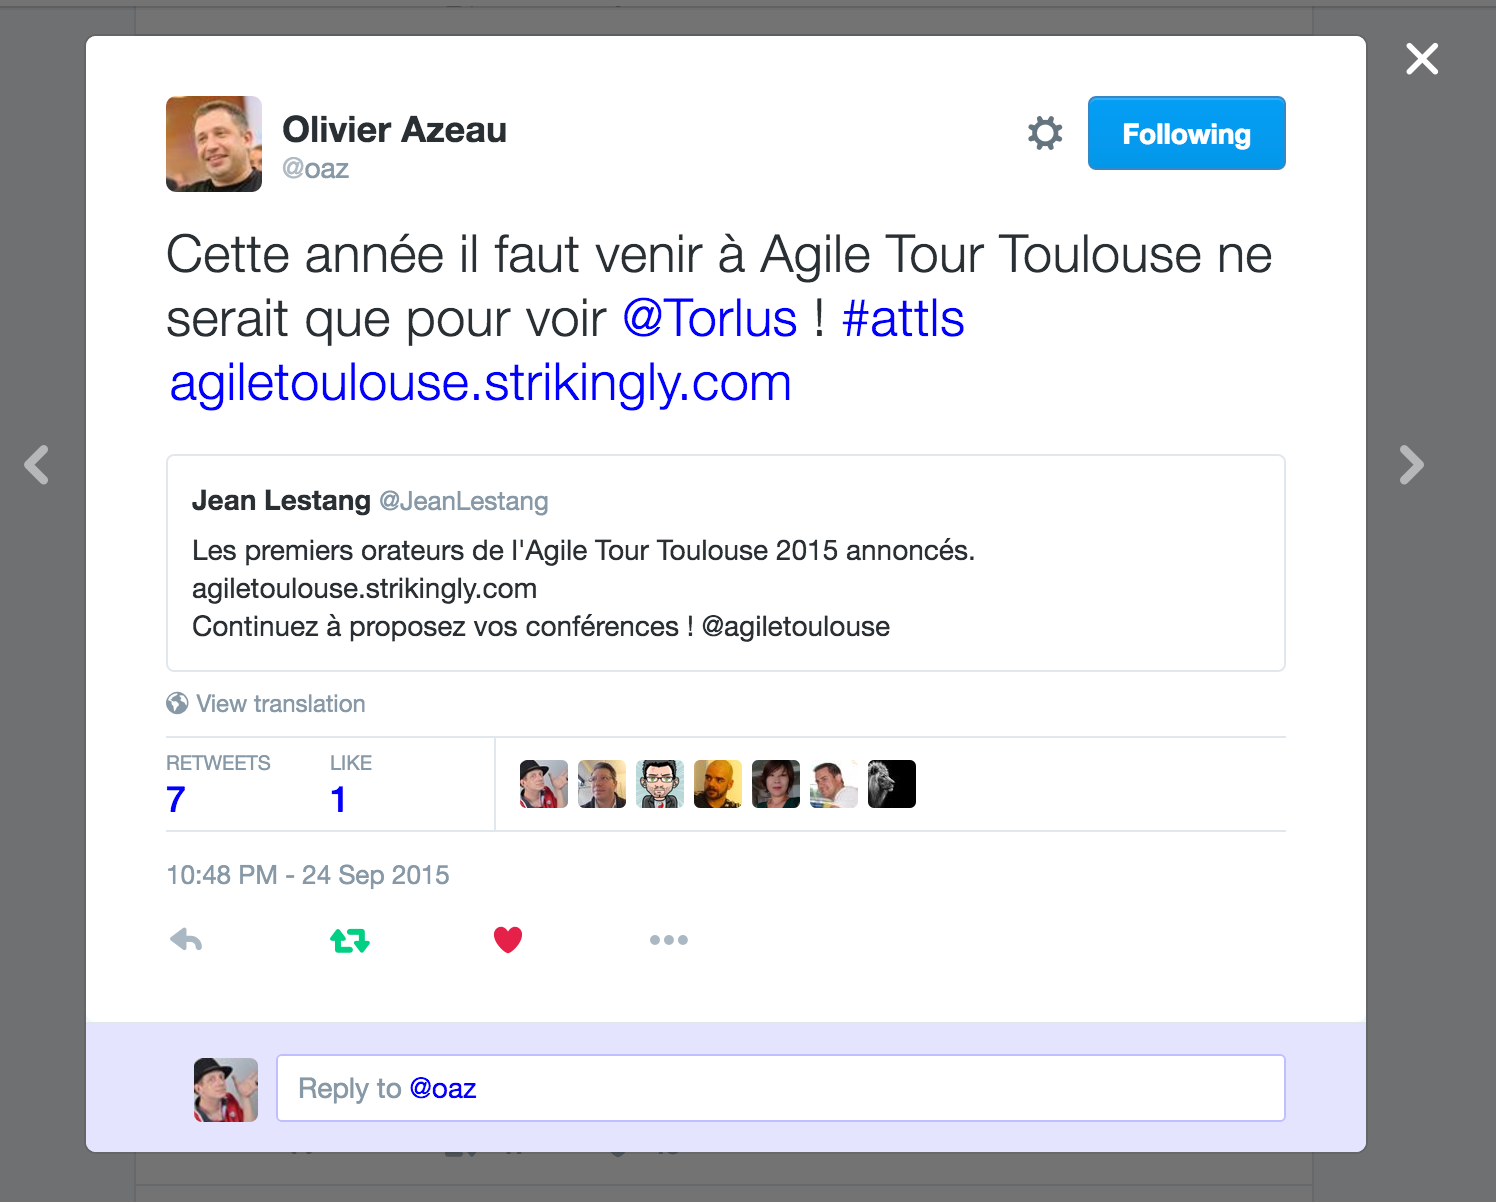 Olivier Azeau
@oaz
Following
Cette année il faut venir à Agile Tour Toulouse ne
serait que pour voir @Torlus ! #attls
agiletoulouse.strikingly.com
Jean Lestang @JeanLestang
Les premiers orateurs de l'Agile Tour Toulouse 2015 annoncés.
agiletoulouse.strikingly.com
Continuez à proposez vos conférences ! @agiletoulouse
View translation
RETWEETS LIKE
7 1
10:48 PM - 24 Sep 2015
Reply to @oaz